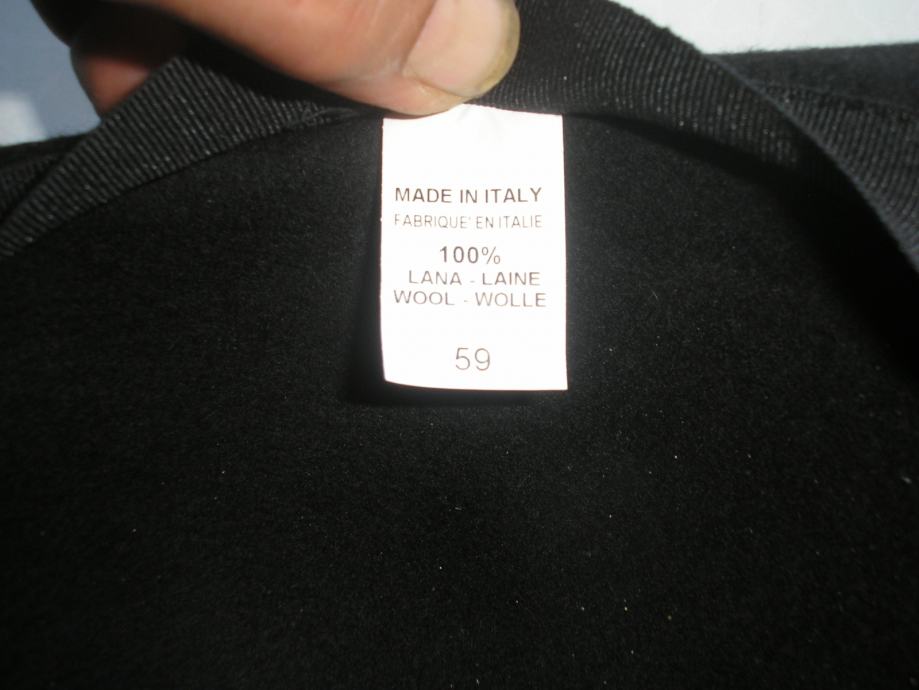 MADE IN ITALY
FABRIQUE' EN ITALIE
100%
LANA - LAINE
WOOL - WOLLE
59